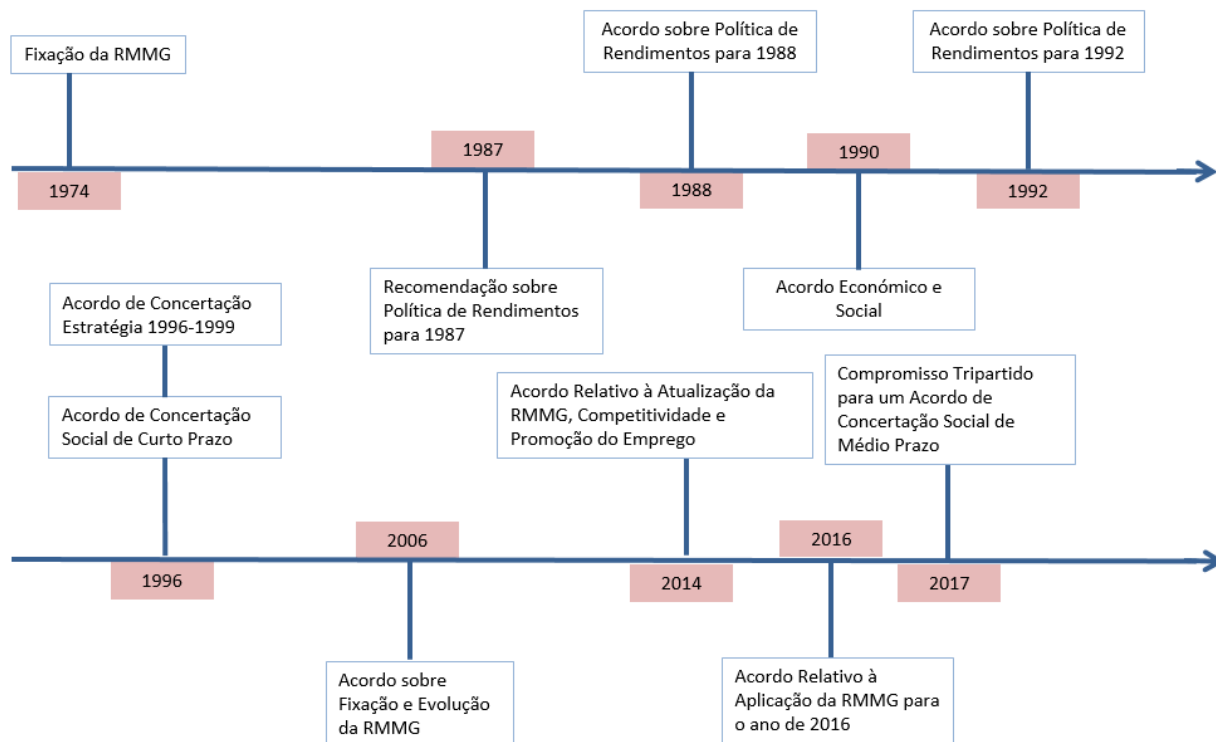 Fixação da RMMG
Acordo sobre Política de
Rendimentos para 1988
Acordo sobre Política de
Rendimentos para 1992
1987
1990
1974
1988
1992
Recomendação sobre
Política de Rendimentos
para 1987
Acordo Económico e
Social
Acordo de Concertação
Estratégia 1996-1999
Acordo de Concertação
Social de Curto Prazo
Acordo Relativo à Atualização da
RMMG, Competitividade e
Promoção do Emprego
Compromisso Tripartido
para um Acordo de
Concertação Social de
Médio Prazo
2006
2016
1996
2014
2017
Acordo sobre
Fixação e Evolução
da RMMG
Acordo Relativo à
Aplicação da RMMG para
o ano de 2016